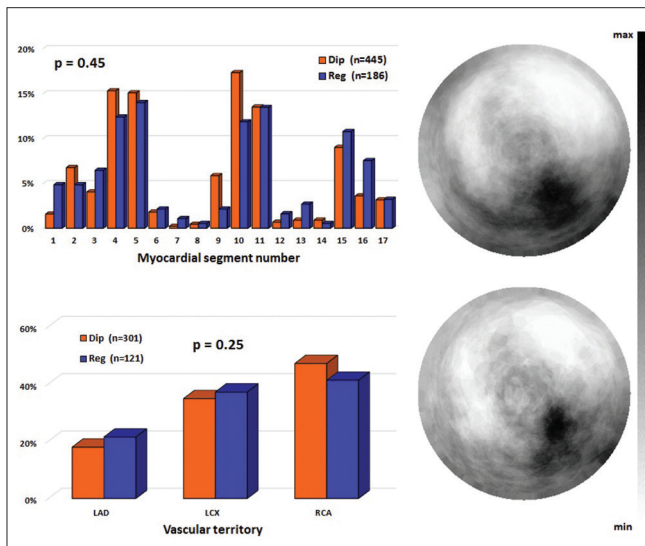 20%
15%
10%
5%
0%
p = 0.45
Dip (n=445)
Reg (n=186)
1 2 3 4 5 6 7 8 9 10 11 12 13 14 15 16 17
Myocardial segment number
60%
40%
20%
0%
Dip (n=301)
Reg (n=121)
p = 0.25
LAD LCX RCA
Vascular territory
max
min